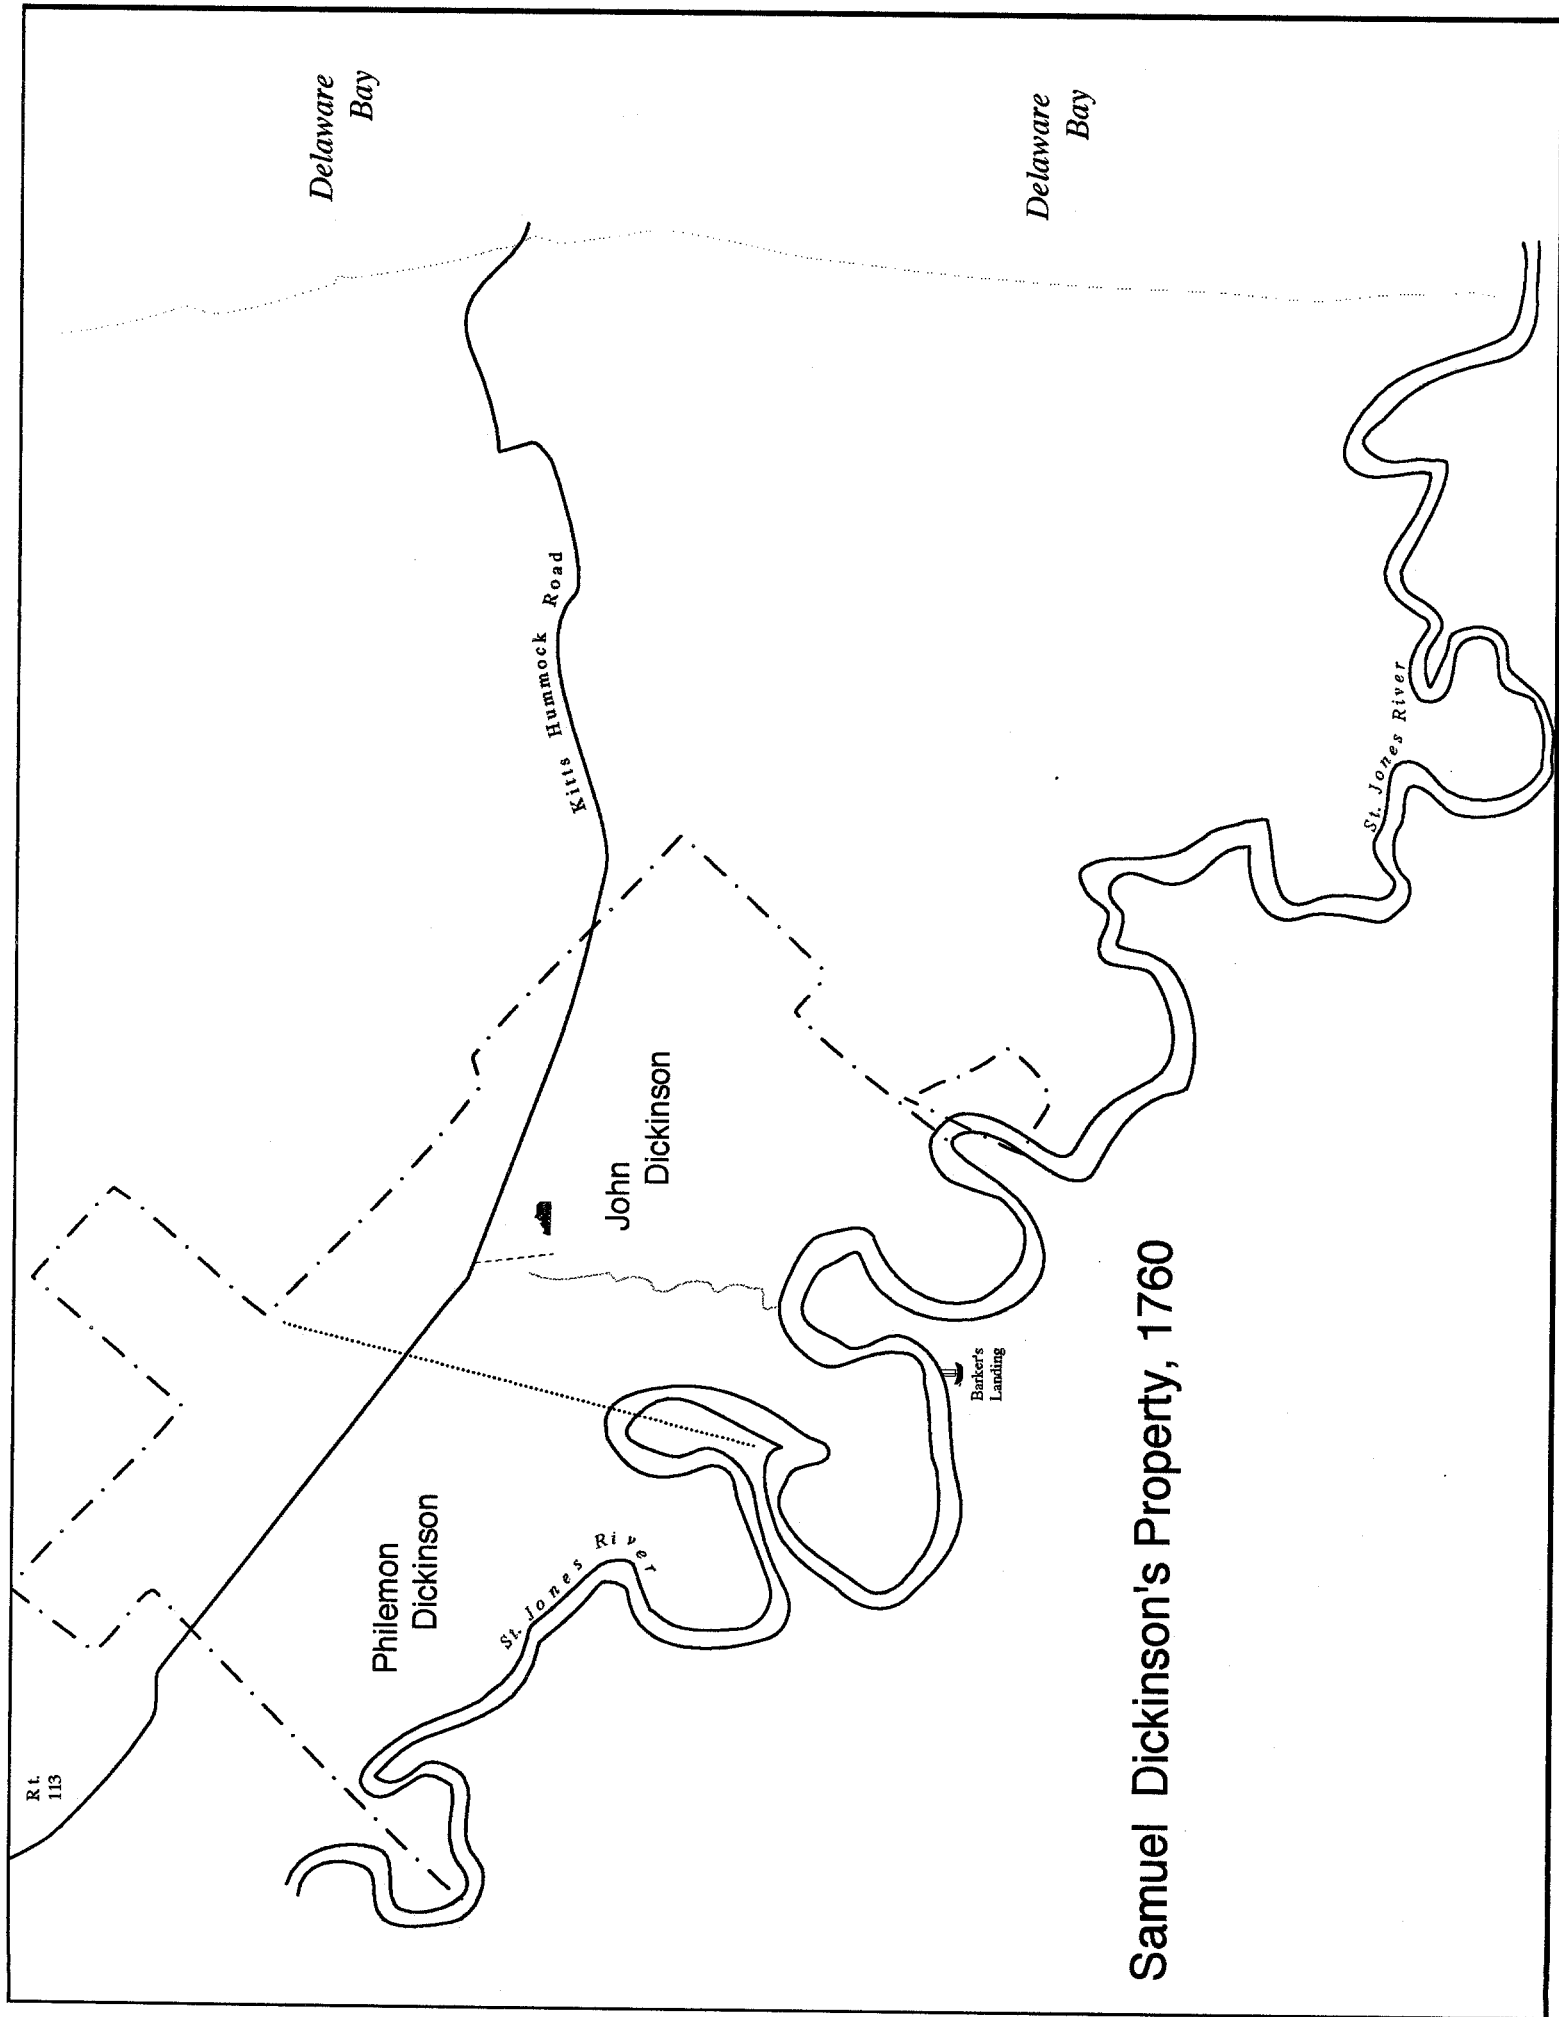 Rt.
113
Philemon
Dickinson
St. Jones River
John
Dickinson
Kitts Hummock Road
Delaware
Bay
Delaware
Bay
Barker's
Landing
St. Jones River
Samuel Dickinson's Property, 1760